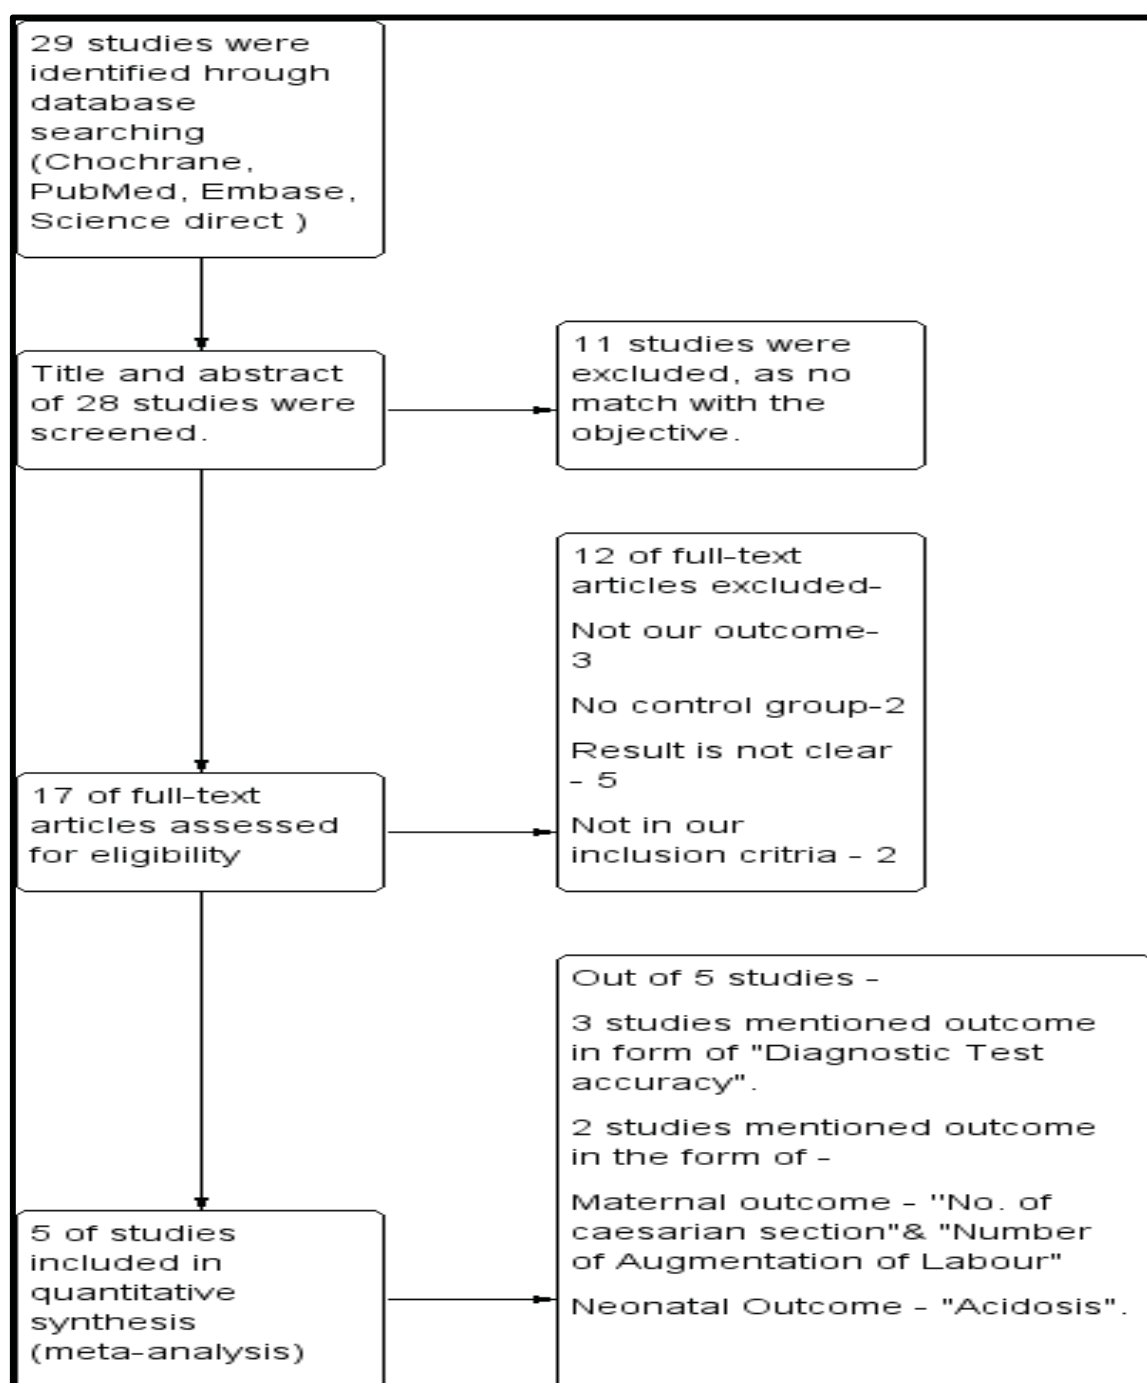 29 studies were
identified hrough
database
searching
(Chochrane,
PubMed, Embase,
Science direct )
Title and abstract
of 28 studies were
screened.
11 studies were
excluded, as no
match with the
objective.
12 of full-text
articles excluded-
Not our outcome-
3
No control group-2
Result is not clear
- 5
Not in our
inclusion critria - 2
17 of full-text
articles assessed
for eligibility
Out of 5 studies -
3 studies mentioned outcome
in form of "Diagnostic Test
accuracy".
2 studies mentioned outcome
in the form of -
Maternal outcome - "No. of
caesarian section"& "Number
of Augmentation of Labour"
Neonatal Outcome - "Acidosis".
5 of studies
included in
quantitative
synthesis
(meta-analysis)